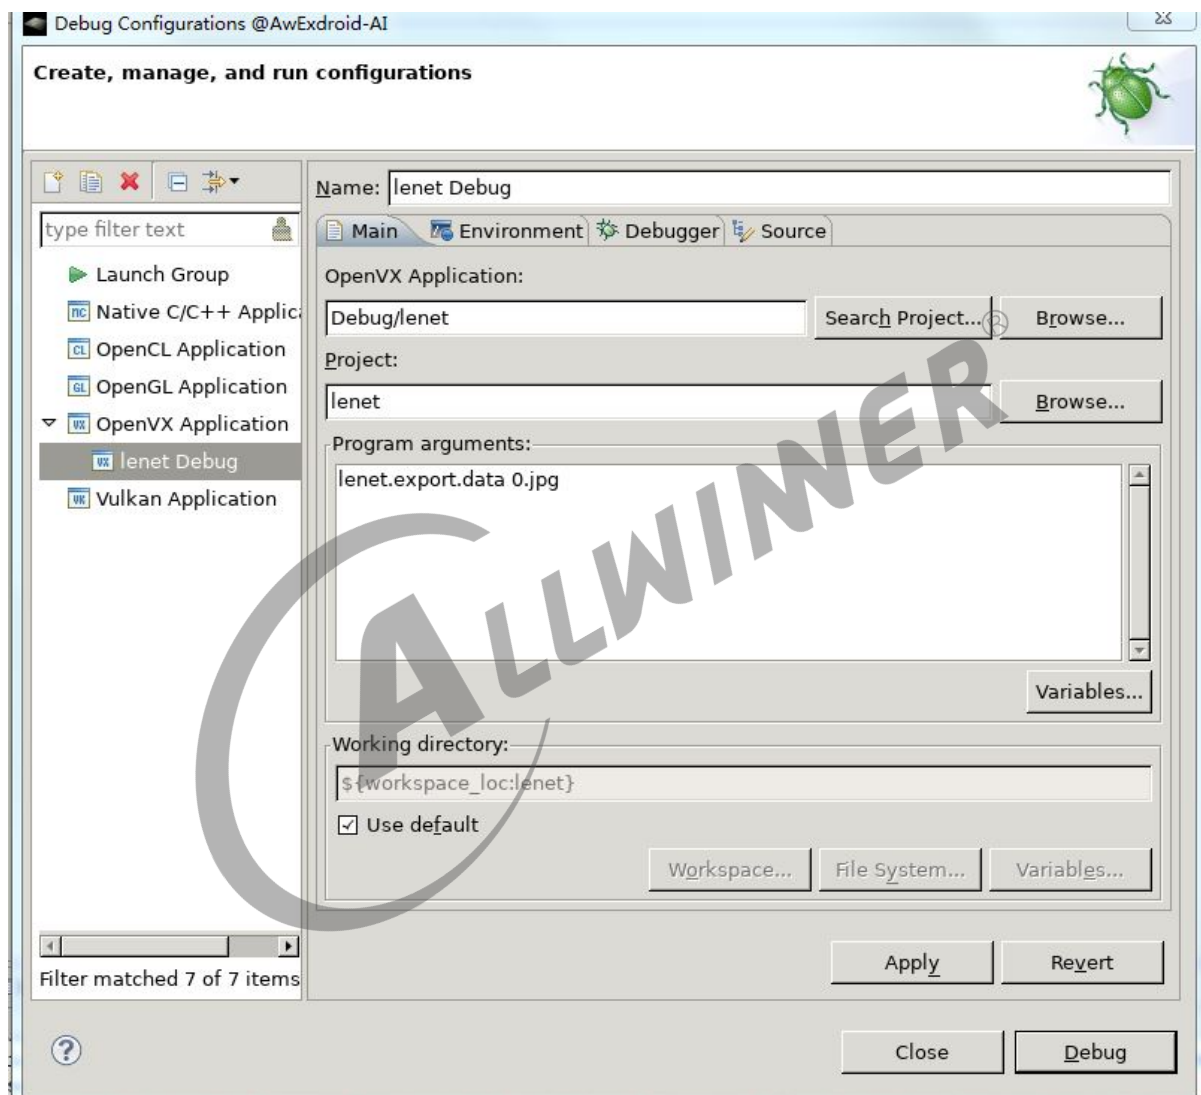 Debug Configurations @AwExdroid-AI
Create, manage, and run configurations
type filter text
Launch Group
Native C/C++ Applic
OpenCL Application
OpenGL Application
OpenVX Application
lenet Debug
Vulkan Application
Filter matched 7 of 7 items
Name: lenet Debug
Main Environment Debugger Source
OpenVX Application:
Debug/lenet Search Project... Browse...
Project:
lenet Browse...
Program arguments:
lenet.export.data 0.jpg
Variables...
Working directory:
${workspace_loc:lenet}
Use default
Workspace... File System... Variables...
Apply Revert
Close Debug
ALLWINNER